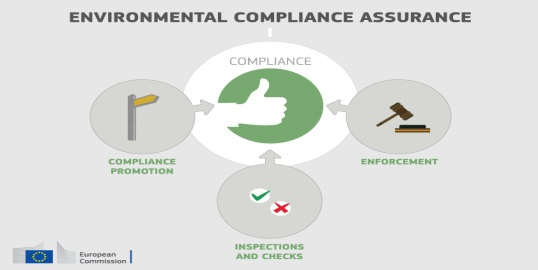 ENVIRONMENTAL COMPLIANCE ASSURANCE
COMPLIANCE
COMPLIANCE
PROMOTION
ENFORCEMENT
INSPECTIONS
AND CHECKS
European
Commission